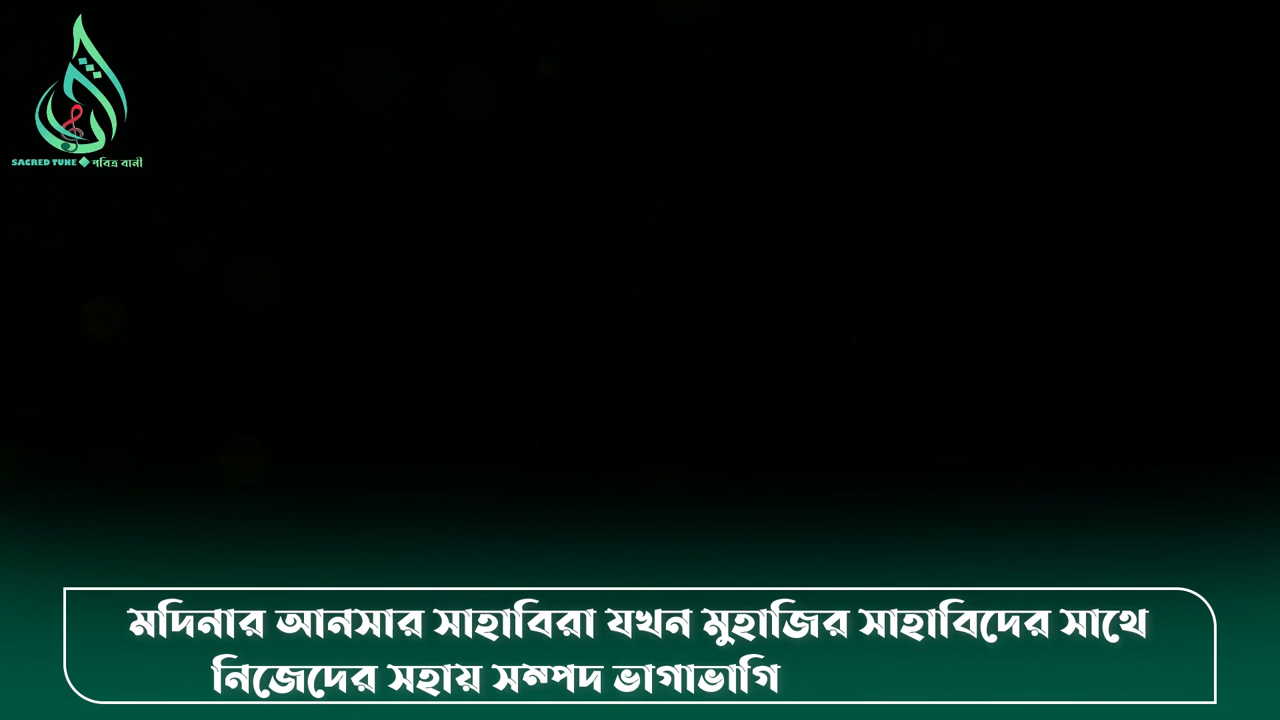 SACRED TUNE ◆ পবিত্র বানী
মদিনার আনসার সাহাবিরা যখন মুহাজির সাহাবিদের সাথে
নিজেদের সহায় সম্পদ ভাগাভাগি